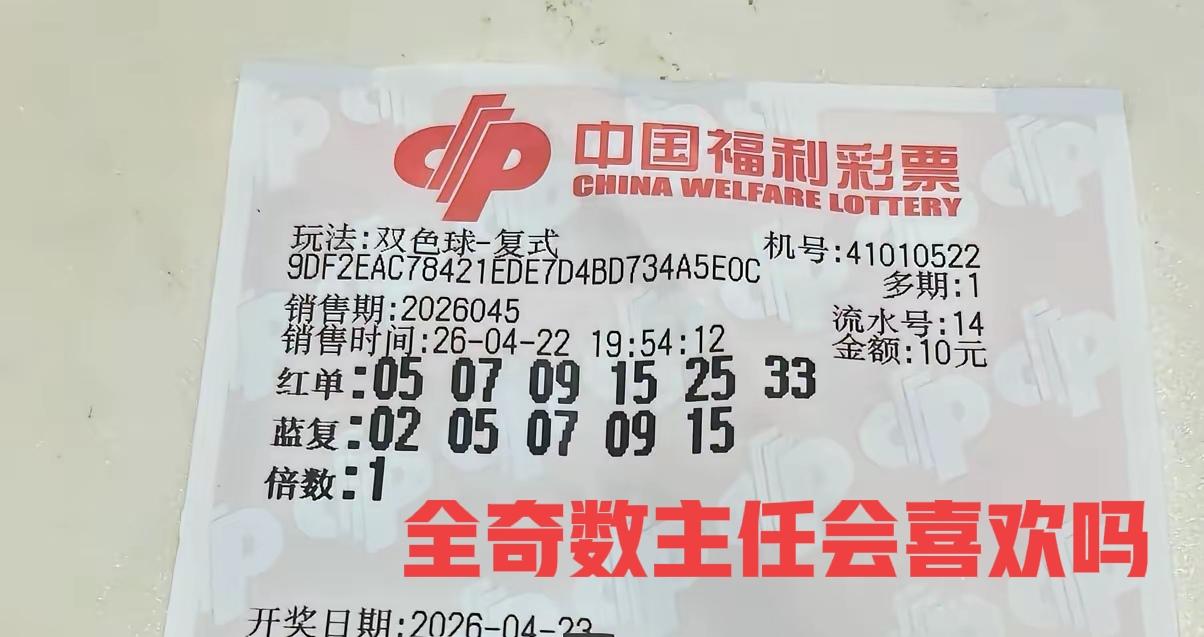 中国福利彩票
CHINA WELFARE LOTTERY
玩法:双色球-复式
机号:41010522
9DF2EAC78421EDE7D4BD734A5E0C
多期:1
销售期:2026045
流水号:14
销售时间:26-04-22 19:54:12
金额:10元
红单:05 07 09 15 25 33
蓝复:02 05 07 09 15
倍数:1
全奇数主任会喜欢吗
开奖日期:2026-04-23